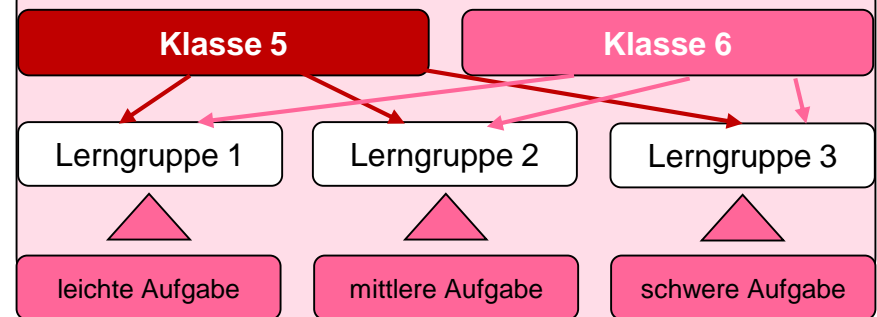 Klasse 5
Klasse 6
Lerngruppe 1
Lerngruppe 2
Lerngruppe 3
leichte Aufgabe
mittlere Aufgabe
schwere Aufgabe